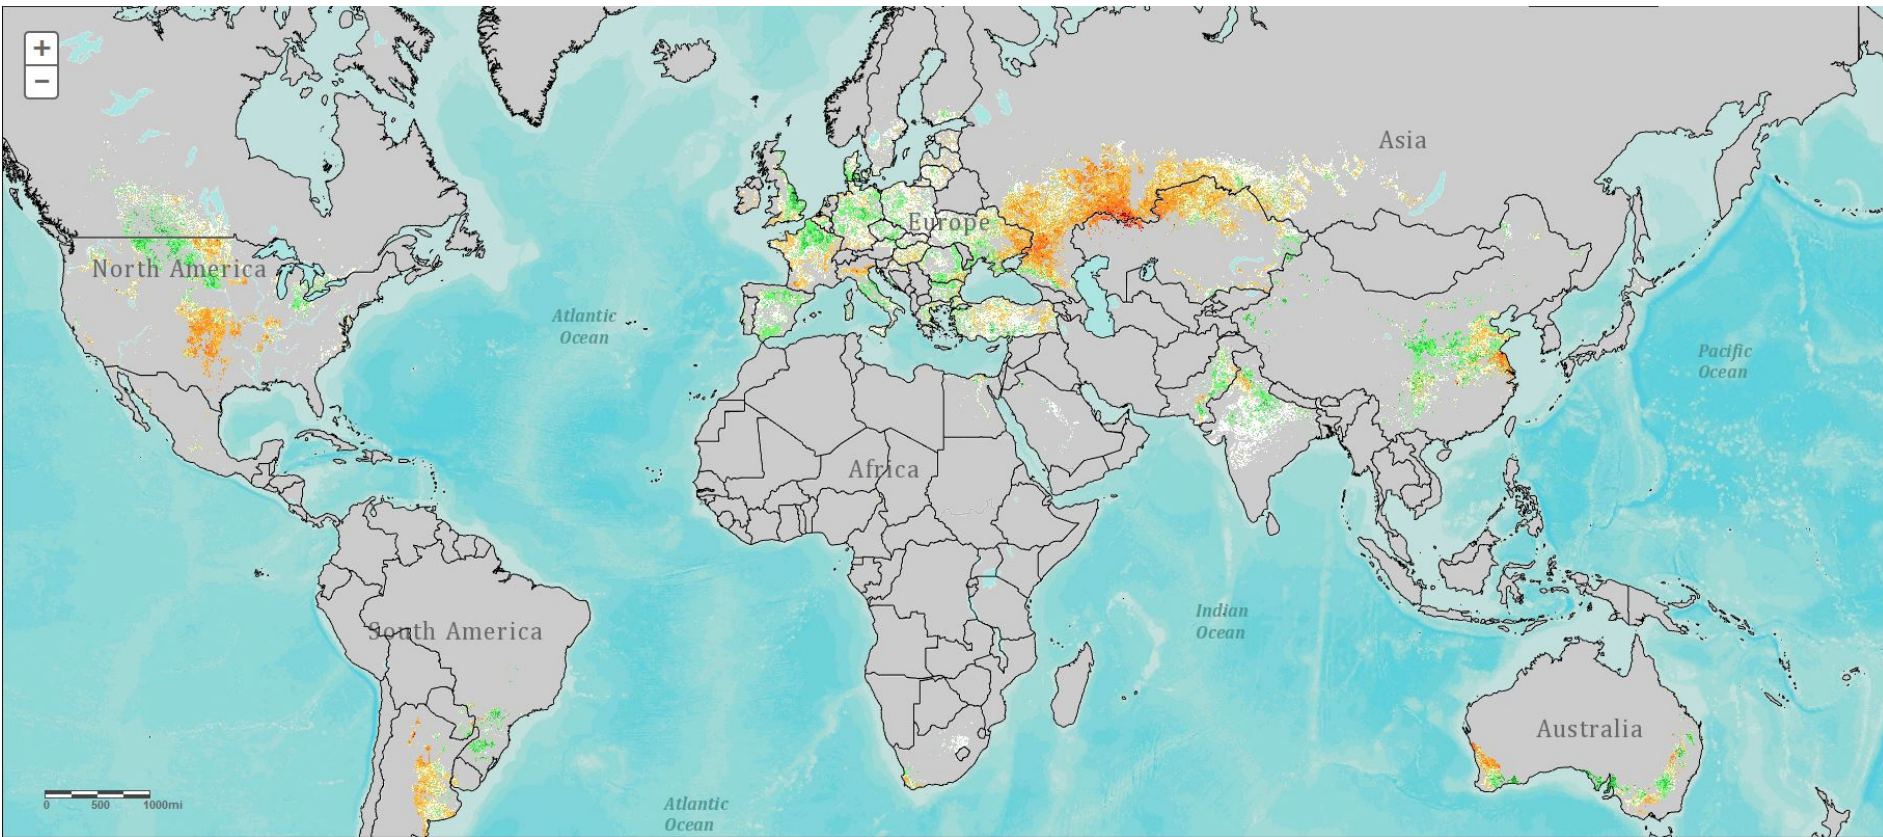 +
−
Asia
Europe
North America
Atlantic
Ocean
Pacific
Ocean
Africa
Indian
Ocean
South America
Australia
0 500 1000mi
Atlantic
Ocean